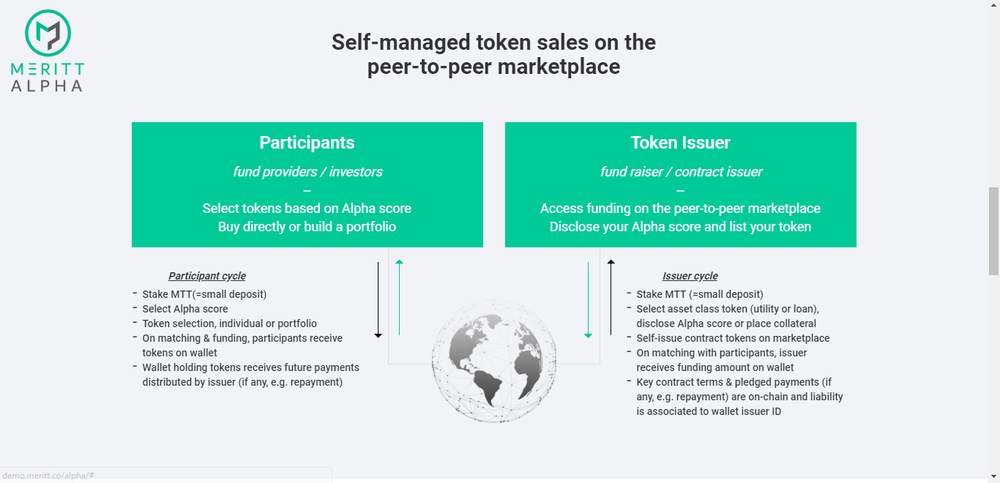 MERITT
ALPHA
Self-managed token sales on the
peer-to-peer marketplace
Participants
fund providers / investors
–
Select tokens based on Alpha score
Buy directly or build a portfolio
Token Issuer
fund raiser / contract issuer
–
Access funding on the peer-to-peer marketplace
Disclose your Alpha score and list your token
Participant cycle
- Stake MTT(=small deposit)
- Select Alpha score
- Token selection, individual or portfolio
- On matching & funding, participants receive
tokens on wallet
- Wallet holding tokens receives future payments
distributed by issuer (if any, e.g. repayment)
Issuer cycle
- Stake MTT (=small deposit)
- Select asset class token (utility or loan),
disclose Alpha score or place collateral
- Self-issue contract tokens on marketplace
- On matching with participants, issuer
receives funding amount on wallet
- Key contract terms & pledged payments (if
any, e.g. repayment) are on-chain and liability
is associated to wallet issuer ID
demo.meritt.co/alpha/#